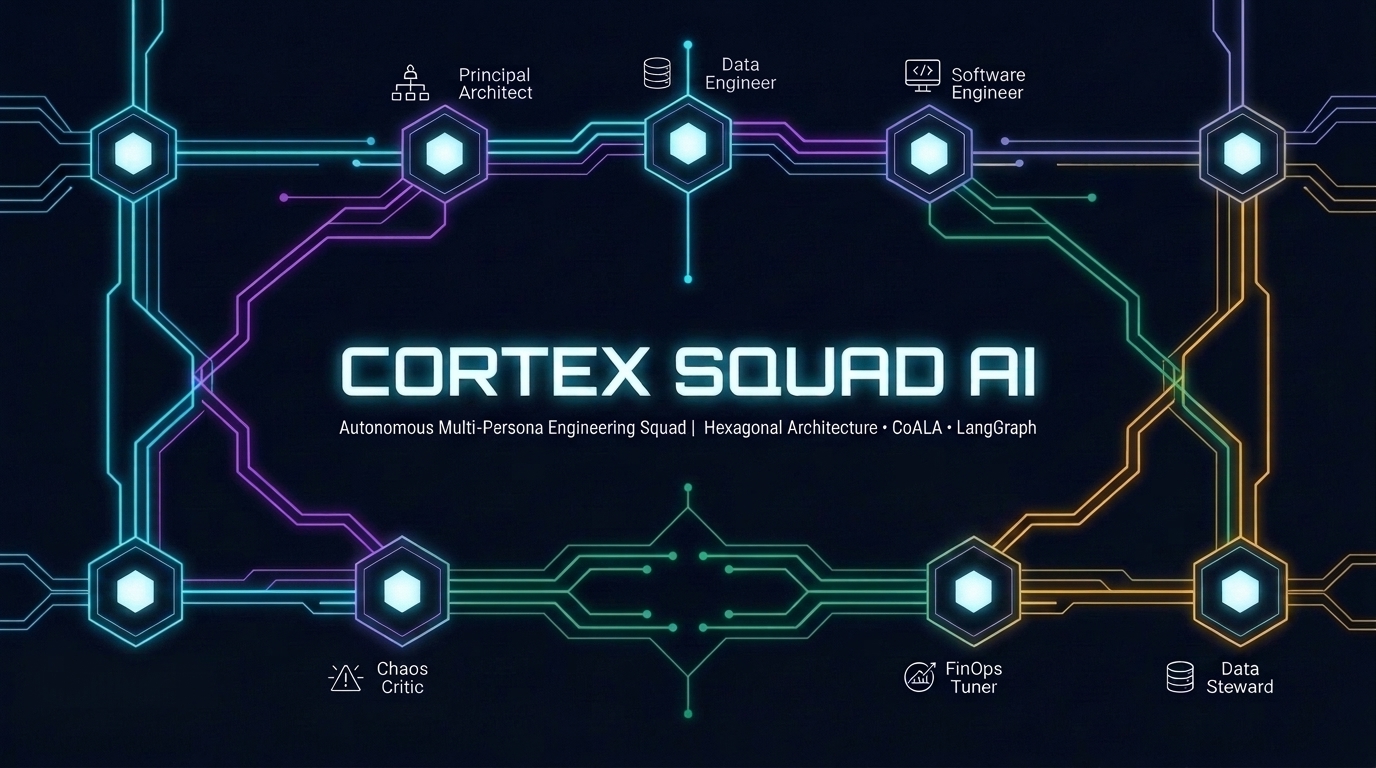 Principal
Architect
Data
Engineer
Software
Engineer
CORTEX SQUAD AI
Autonomous Multi-Persona Engineering Squad | Hexagonal Architecture • CoALA • LangGraph
Chaos
Critic
FinOps
Tuner
Data
Steward